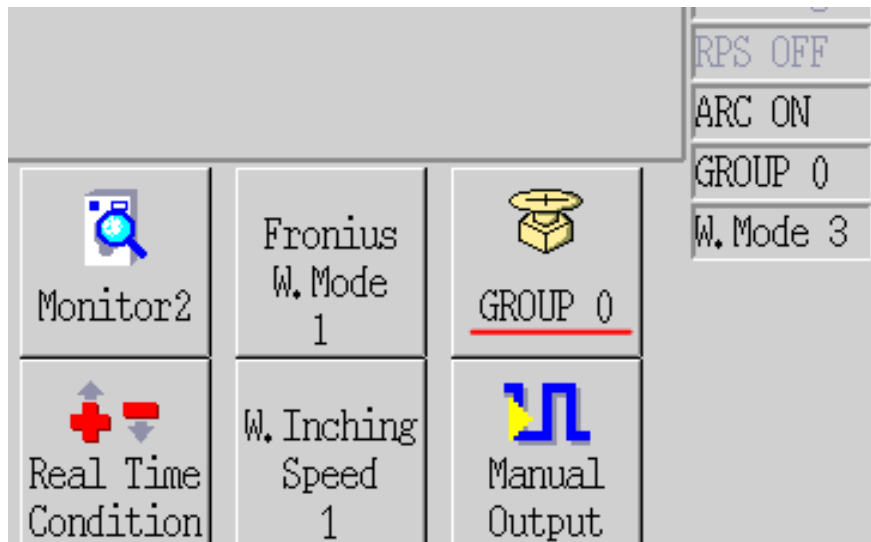 RPS OFF
ARC ON
GROUP 0
W.Mode 3
Monitor2
Fronius
W.Mode
1
GROUP 0
Real Time
Condition
W.Inching
Speed
1
Manual
Output